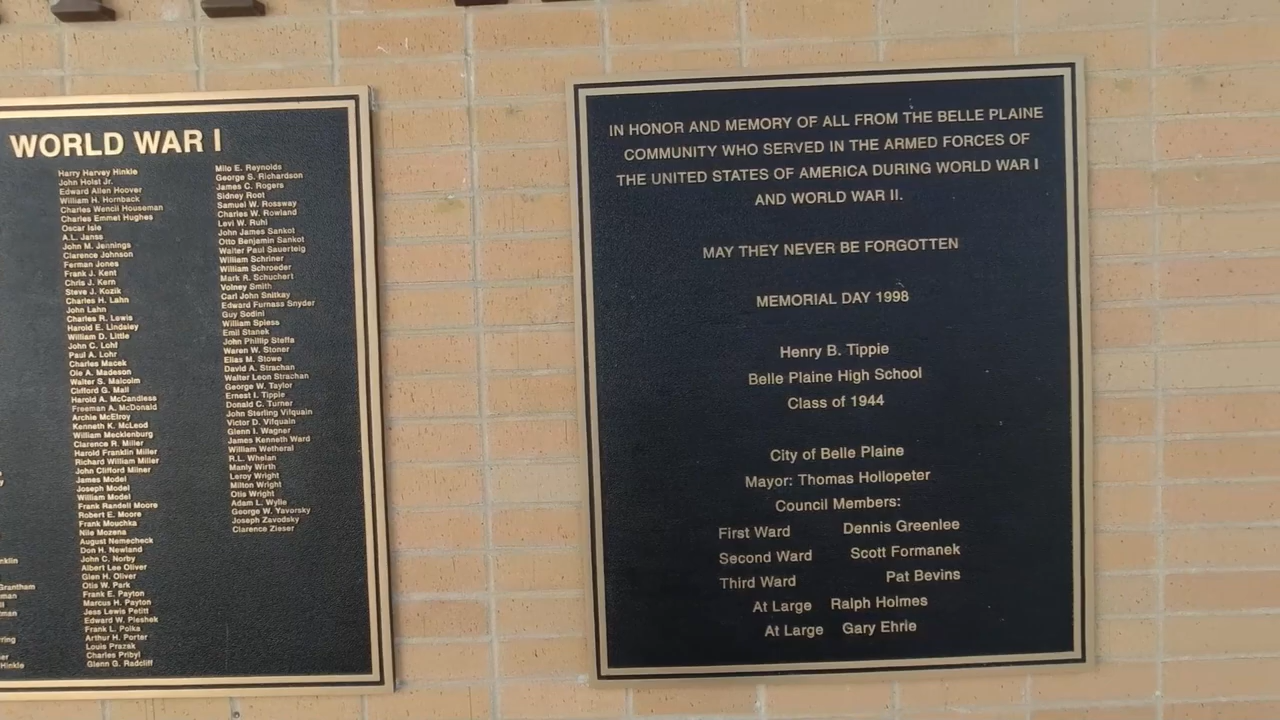 WORLD WAR I
Harry Harvey Hinkle
John Holst Jr.
Edward Allen Hoover
William H. Hornback
Charles Wencil Houseman
Charles Emmet Hughes
Oscar Isle
A.L. Janss
John M. Jennings
Clarence Johnson
Ferman Jones
Frank J. Kent
Chris J. Kern
Steve J. Kozik
Charles H. Lahn
John Lahn
Charles R. Lewis
Harold E. Lindsley
William D. Little
John C. Lohf
Paul A. Lohr
Charles Macek
Ole A. Madeson
Walter S. Malcolm
Clifford G. Mall
Harold A. McCandless
Freeman A. McDonald
Archie McElroy
Kenneth K. McLeod
William Mecklenburg
Clarence R. Miller
Harold Franklin Miller
Richard William Miller
John Clifford Milner
James Model
Joseph Model
William Model
Frank Randell Moore
Robert E. Moore
Frank Mouchka
Nile Mozena
August Nemecheck
Don H. Newland
John C. Norby
Albert Lee Oliver
Glen H. Oliver
Otis W. Park
Frank E. Payton
Marcus H. Payton
Jess Lewis Petitt
Edward W. Pleshek
Frank L. Polka
Arthur H. Porter
Louis Prazak
Charles Pribyl
Glenn G. Radcliff
Milo E. Reynolds
George S. Richardson
James C. Rogers
Sidney Root
Samuel W. Rossway
Charles W. Rowland
Levi W. Ruhl
John James Sankot
Otto Benjamin Sankot
Walter Paul Sauerteig
William Schriner
William Schroeder
Mark R. Schuchert
Volney Smith
Carl John Snitkay
Edward Furnass Snyder
Guy Sodini
William Spiess
Emil Stanek
John Phillip Steffa
Waren W. Stoner
Elias M. Stowe
David A. Strachan
Walter Leon Strachan
George W. Taylor
Ernest I. Tippie
Donald C. Turner
John Sterling Vifquain
Victor D. Vifquain
Glenn I. Wagner
James Kenneth Ward
William Wetheral
R.L. Whelan
Manly Wirth
Leroy Wright
Milton Wright
Otis Wright
Adam L. Wylie
George W. Yavorsky
Joseph Zavodsky
Clarence Zieser
Grantham
Hinkle
IN HONOR AND MEMORY OF ALL FROM THE BELLE PLAINE
COMMUNITY WHO SERVED IN THE ARMED FORCES OF
THE UNITED STATES OF AMERICA DURING WORLD WAR I
AND WORLD WAR II.
MAY THEY NEVER BE FORGOTTEN
MEMORIAL DAY 1998
Henry B. Tippie
Belle Plaine High School
Class of 1944
City of Belle Plaine
Mayor: Thomas Hollopeter
Council Members:
First Ward Dennis Greenlee
Second Ward Scott Formanek
Third Ward Pat Bevins
At Large Ralph Holmes
At Large Gary Ehrie